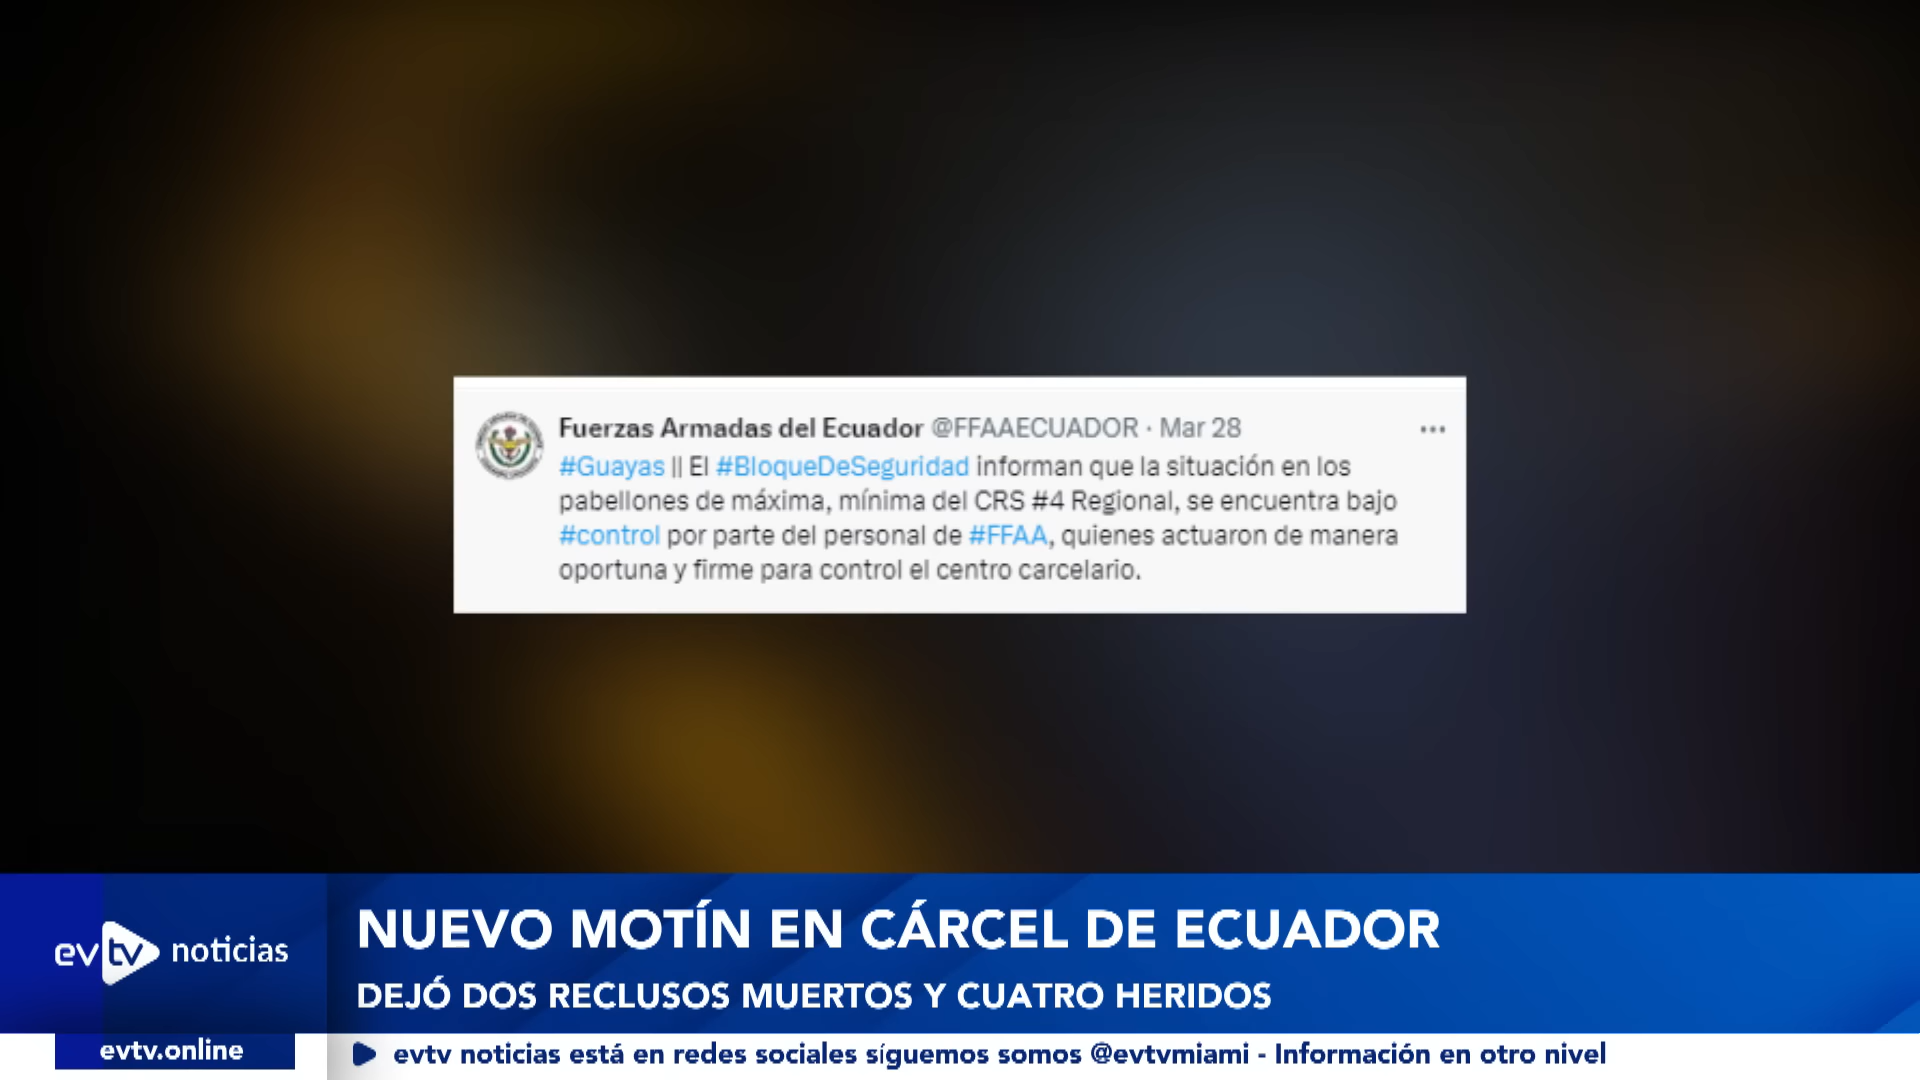 Fuerzas Armadas del Ecuador @FFAAECUADOR · Mar 28 ...
#Guayas || El #BloqueDeSeguridad informan que la situación en los
pabellones de máxima, mínima del CRS #4 Regional, se encuentra bajo
#control por parte del personal de #FFAA, quienes actuaron de manera
oportuna y firme para control el centro carcelario.
evtv noticias
NUEVO MOTÍN EN CÁRCEL DE ECUADOR
DEJÓ DOS RECLUSOS MUERTOS Y CUATRO HERIDOS
evtv.online
evtv noticias está en redes sociales síguemos somos @evtvmiami - Información en otro nivel